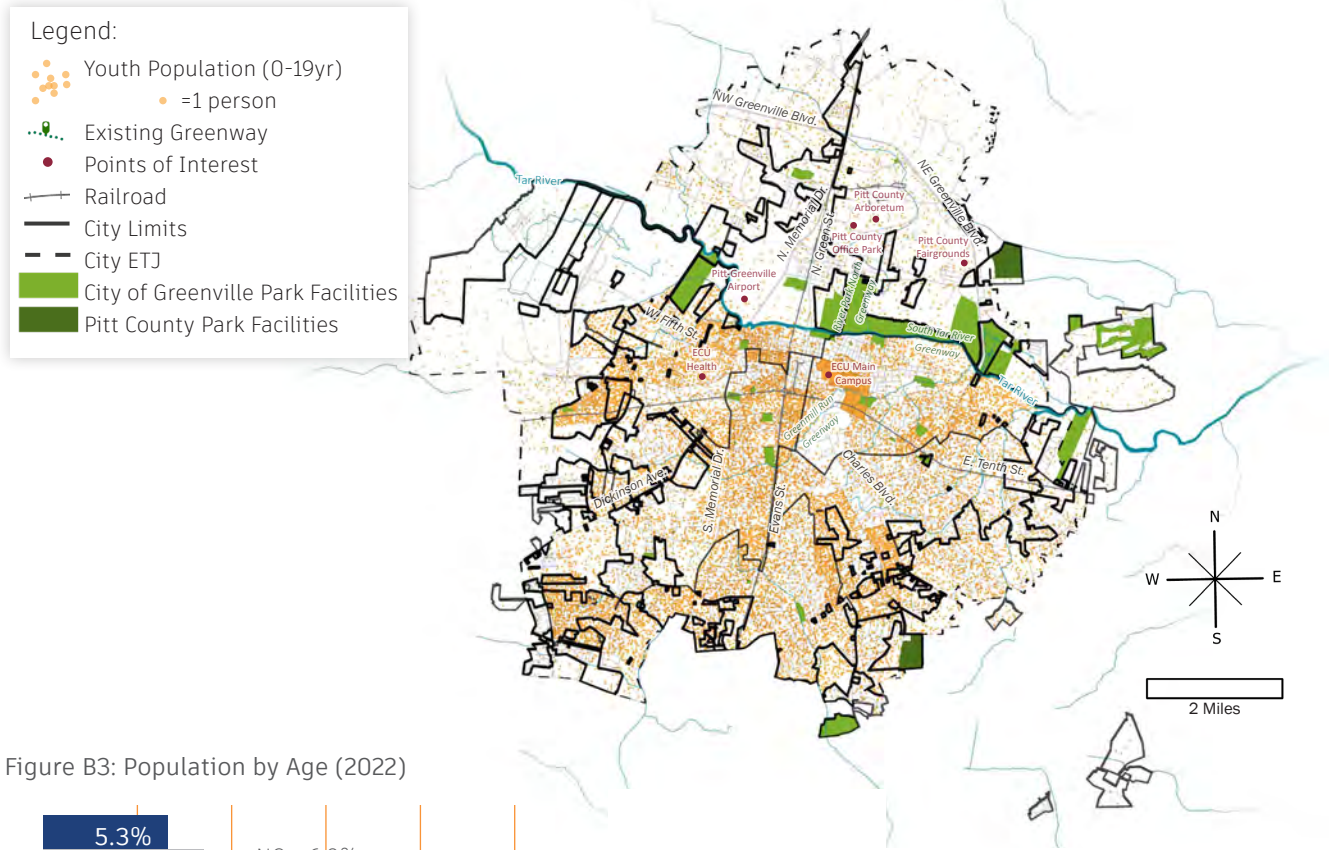 Legend:
Youth Population (0-19yr)
=1 person
Existing Greenway
Points of Interest
Railroad
City Limits
City ETJ
City of Greenville Park Facilities
Pitt County Park Facilities
NW Greenville Blvd.
Tar River
NE Greenville Blvd.
N. Memorial Dr.
N. Green St.
Pitt County
Arboretum
Pitt County
Office Park
Pitt County
Fairgrounds
Pitt-Greenville
Airport
River Park North
Greenway
South Tar River
Greenway
W. Fifth St.
ECU
Health
ECU Main
Campus
Tar River
Greenmill Run
Greenway
Charles Blvd.
E. Tenth St.
Dickinson Ave.
S. Memorial Dr.
Evans St.
N
W
E
S
2 Miles
Figure B3: Population by Age (2022)
5.3%